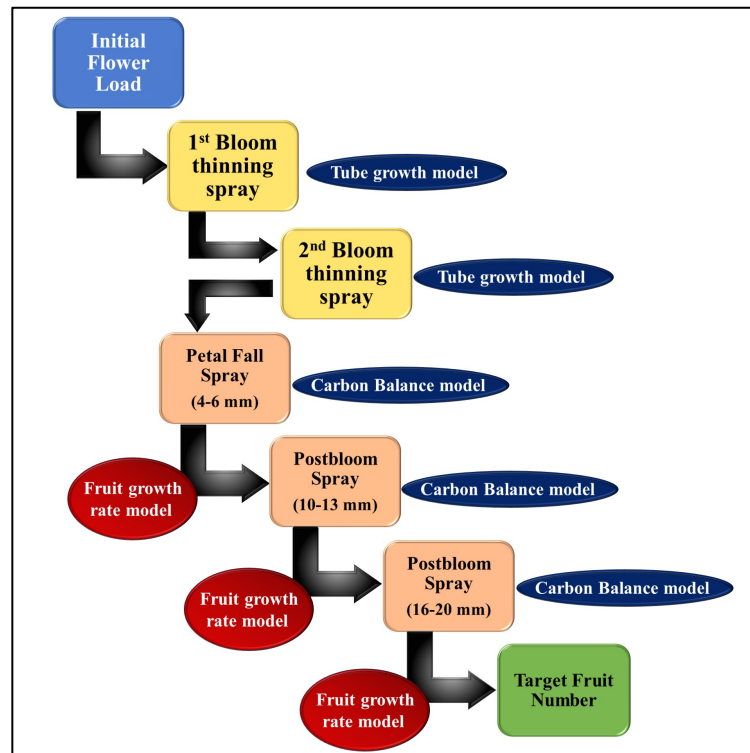 Initial
Flower
Load
1st Bloom
thinning
spray
Tube growth model
2nd Bloom
thinning
spray
Tube growth model
Petal Fall
Spray
(4-6 mm)
Carbon Balance model
Fruit growth
rate model
Postbloom
Spray
(10-13 mm)
Carbon Balance model
Fruit growth
rate model
Postbloom
Spray
(16-20 mm)
Carbon Balance model
Fruit growth
rate model
Target Fruit
Number